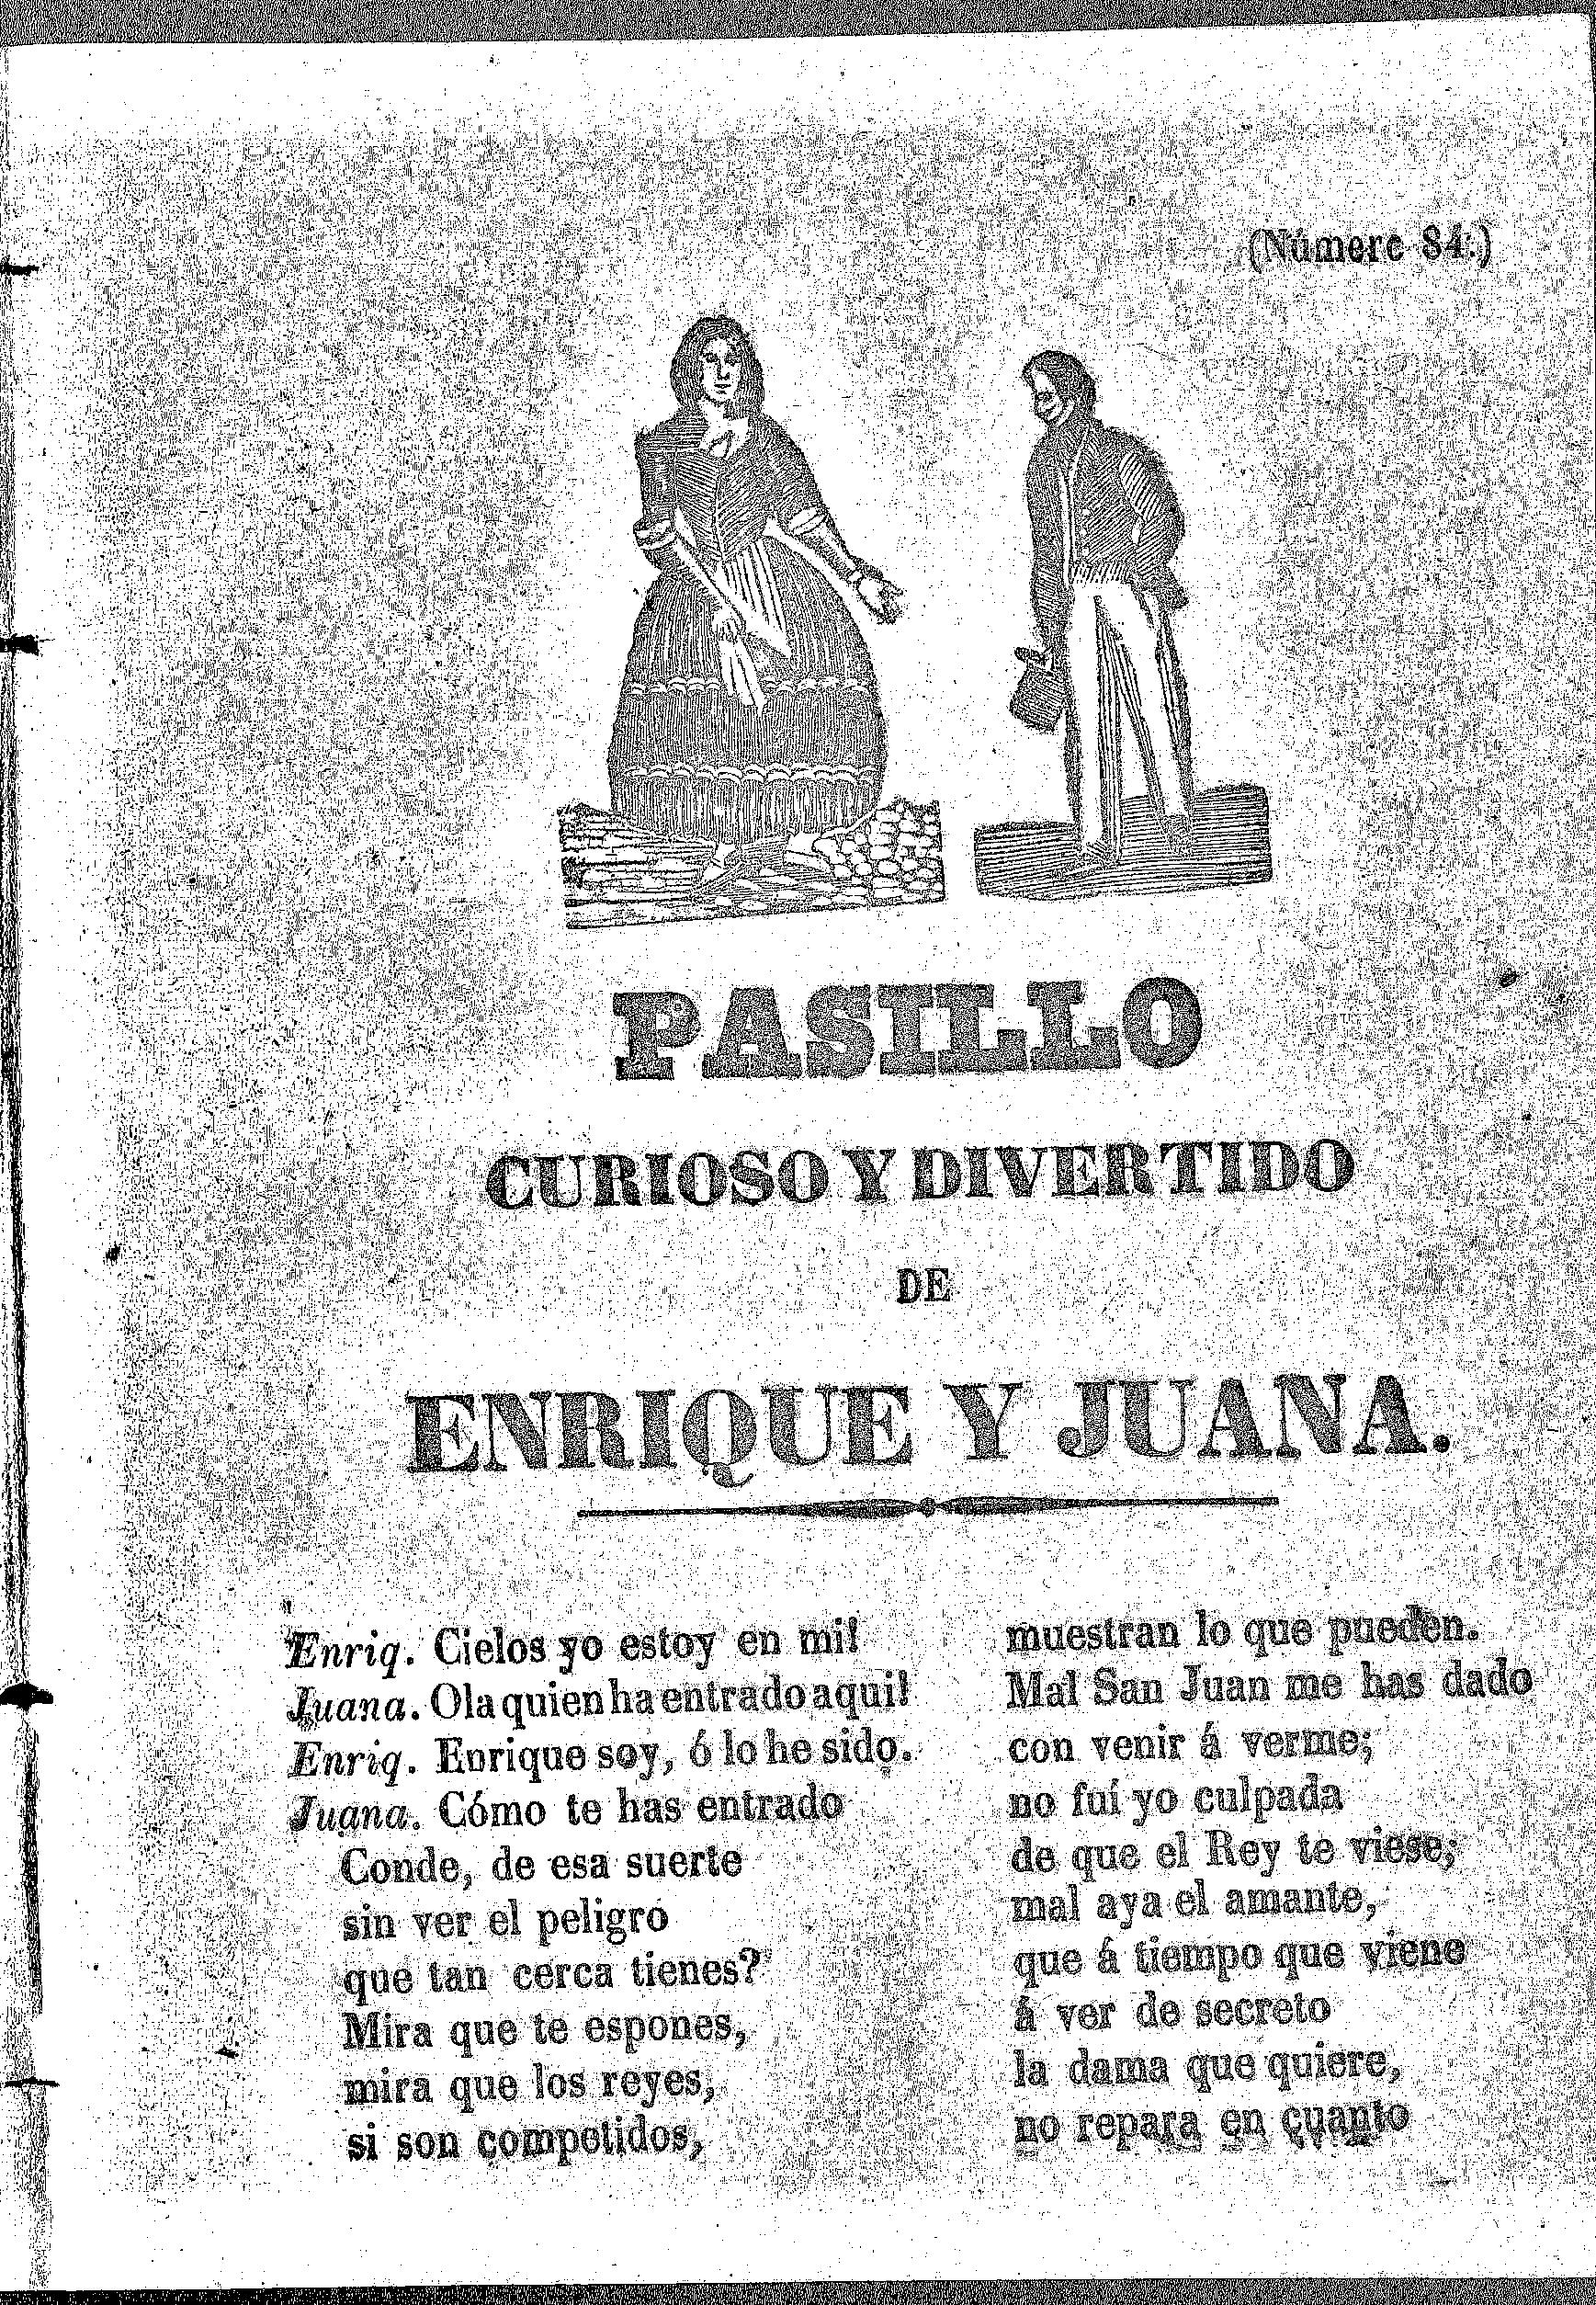 (Número 84.)
PASILLO
CURIOSO Y DIVERTIDO
DE
ENRIQUE Y JUANA.
Enriq. Cielos yo estoy en mi!
Juana. Ola quien ha entrado aqui!
Enriq. Enrique soy, ó lo he sido.
Juana. Cómo te has entrado
Conde, de esa suerte
sin ver el peligro
que tan cerca tienes?
Mira que te espones,
mira que los reyes,
si son competidos,
muestran lo que pueden.
Mal San Juan me has dado
con venir á verme;
no fuí yo culpada
de que el Rey te viese;
mal aya el amante,
que á tiempo que viene
á ver de secreto
la dama que quiere,
no repara en cuanto